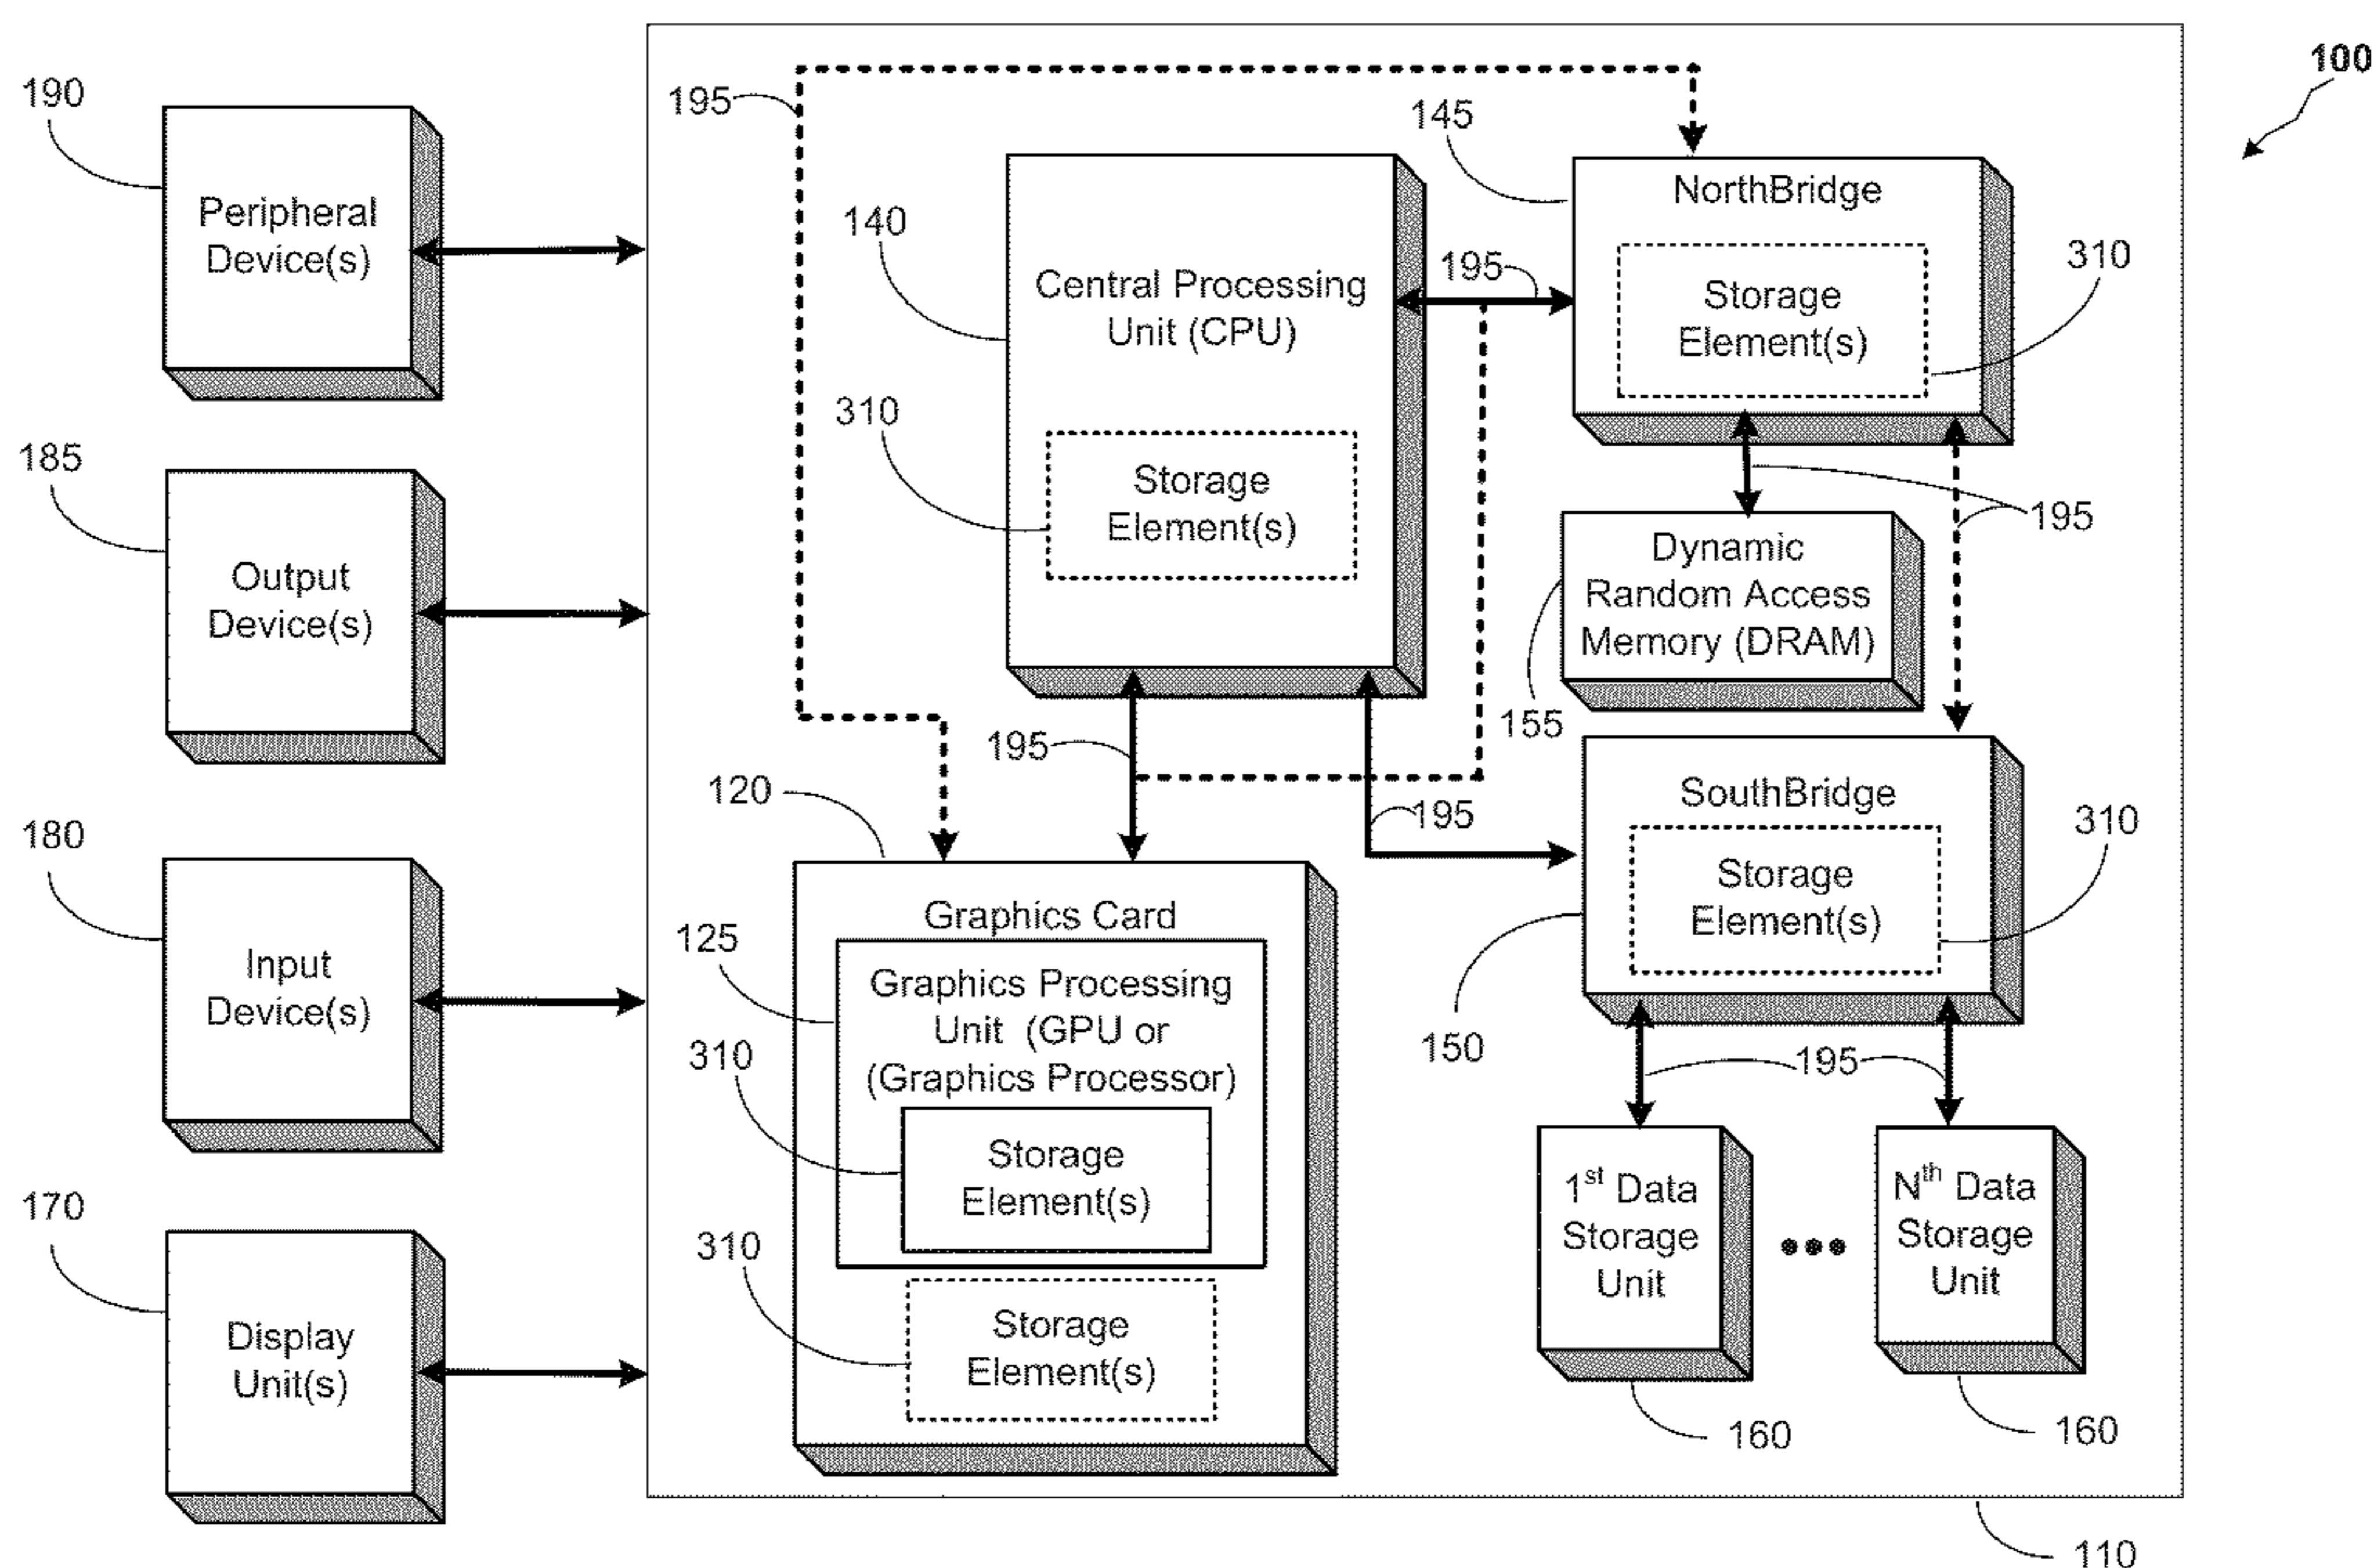 100
190
Peripheral
Device(s)
185
Output
Device(s)
180
Input
Device(s)
170
Display
Unit(s)
195
140
Central Processing
Unit (CPU)
310
Storage
Element(s)
195
145
NorthBridge
Storage
Element(s)
310
195
Dynamic
Random Access
Memory (DRAM)
155
195
195
120
Graphics Card
125
Graphics Processing
Unit (GPU or
(Graphics Processor)
310
Storage
Element(s)
310
Storage
Element(s)
SouthBridge
Storage
Element(s)
310
150
195
1st Data
Storage
Unit
160
•••
Nth Data
Storage
Unit
160
110